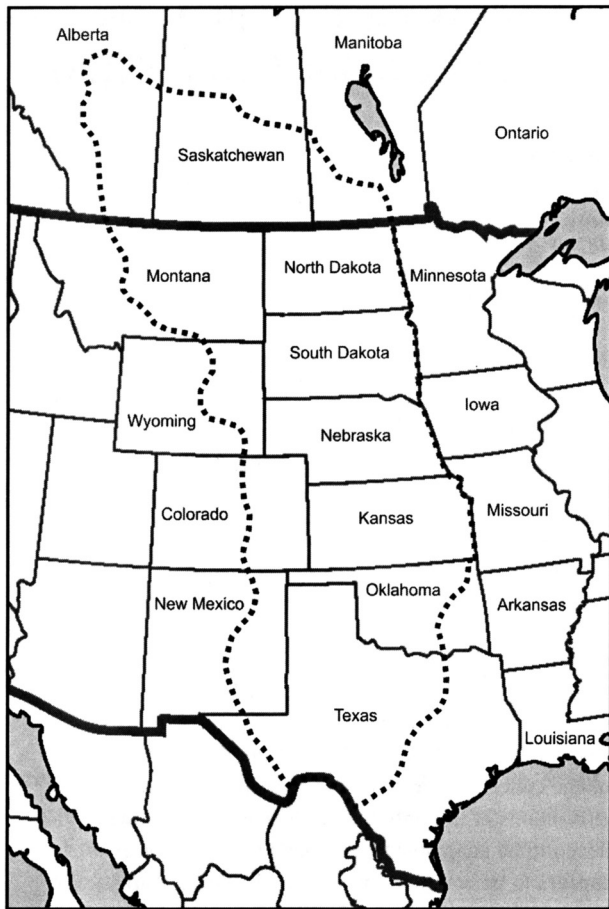 Alberta
Manitoba
Ontario
Saskatchewan
Montana
North Dakota
Minnesota
South Dakota
Wyoming
Iowa
Nebraska
Colorado
Kansas
Missouri
New Mexico
Oklahoma
Arkansas
Texas
Louisiana